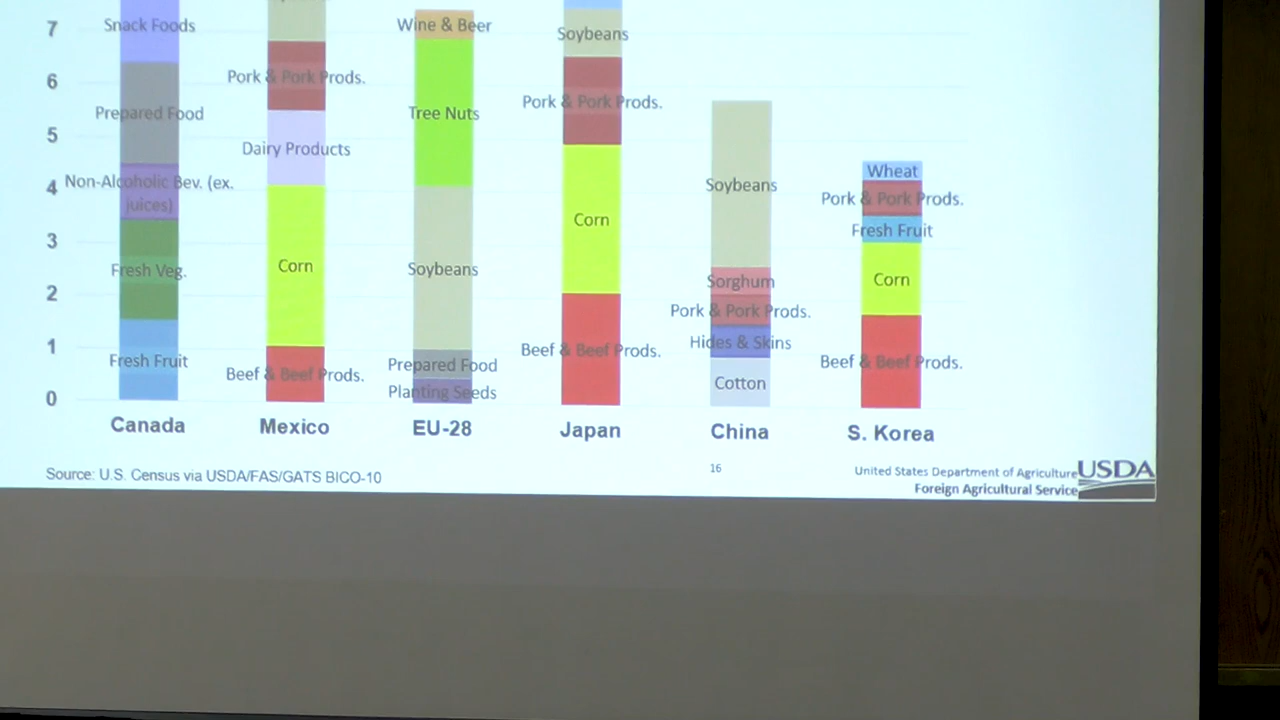 7
6
5
4
3
2
1
0
Snack Foods
Prepared Food
Non-Alcoholic Bev. (ex.
juices)
Fresh Veg.
Fresh Fruit
Canada
Pork & Pork Prods.
Dairy Products
Corn
Beef & Beef Prods.
Mexico
Wine & Beer
Tree Nuts
Soybeans
Prepared Food
Planting Seeds
EU-28
Soybeans
Pork & Pork Prods.
Corn
Beef & Beef Prods.
Japan
Soybeans
Sorghum
Pork & Pork Prods.
Hides & Skins
Cotton
China
Wheat
Pork & Pork Prods.
Fresh Fruit
Corn
Beef & Beef Prods.
S. Korea
Source: U.S. Census via USDA/FAS/GATS BICO-10
16
United States Department of Agriculture
Foreign Agricultural Service
USDA